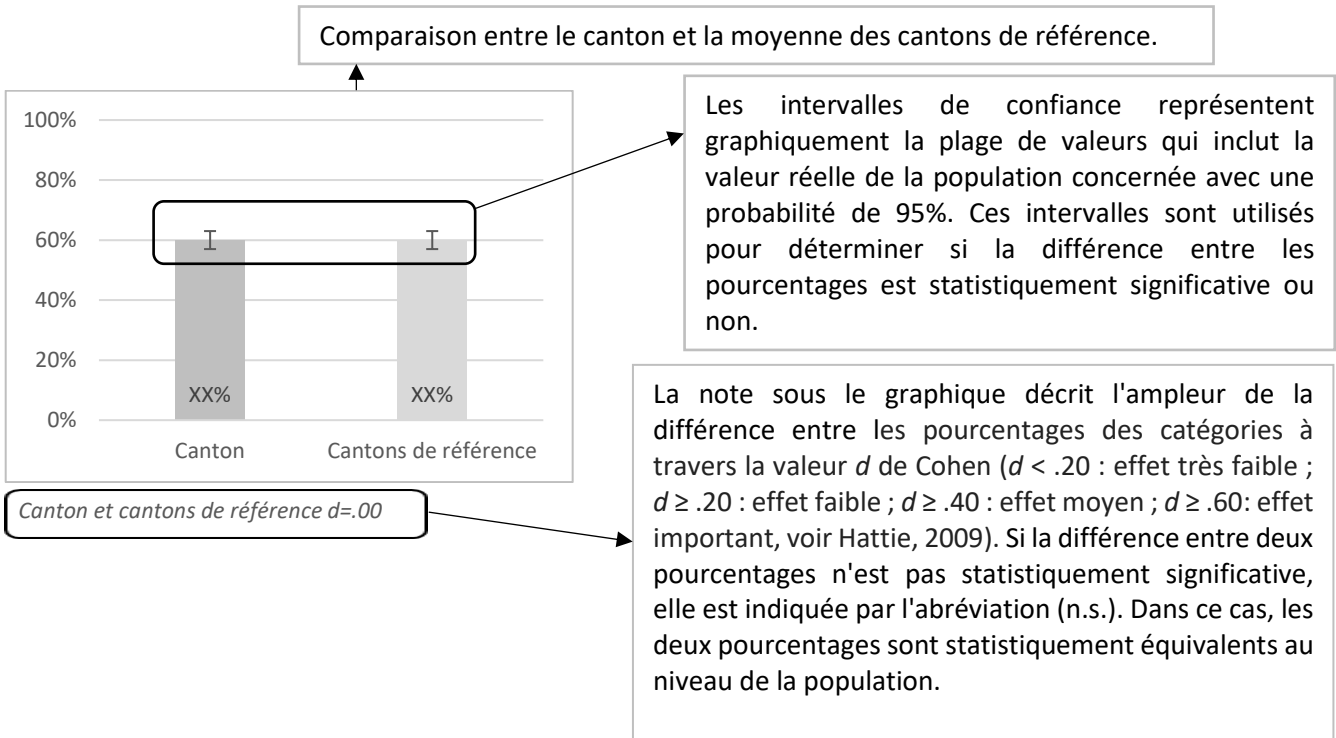 Comparaison entre le canton et la moyenne des cantons de référence.
100%
80%
60%
40%
20%
0%
XX%
XX%
Canton
Cantons de référence
Canton et cantons de référence d=.00
Les intervalles de confiance représentent
graphiquement la plage de valeurs qui inclut la
valeur réelle de la population concernée avec une
probabilité de 95%. Ces intervalles sont utilisés
pour déterminer si la différence entre les
pourcentages est statistiquement significative ou
non.
La note sous le graphique décrit l'ampleur de la
différence entre les pourcentages des catégories à
travers la valeur d de Cohen (d < .20 : effet très faible ;
d ≥ .20 : effet faible ; d ≥ .40 : effet moyen ; d ≥ .60: effet
important, voir Hattie, 2009). Si la différence entre deux
pourcentages n'est pas statistiquement significative,
elle est indiquée par l'abréviation (n.s.). Dans ce cas, les
deux pourcentages sont statistiquement équivalents au
niveau de la population.